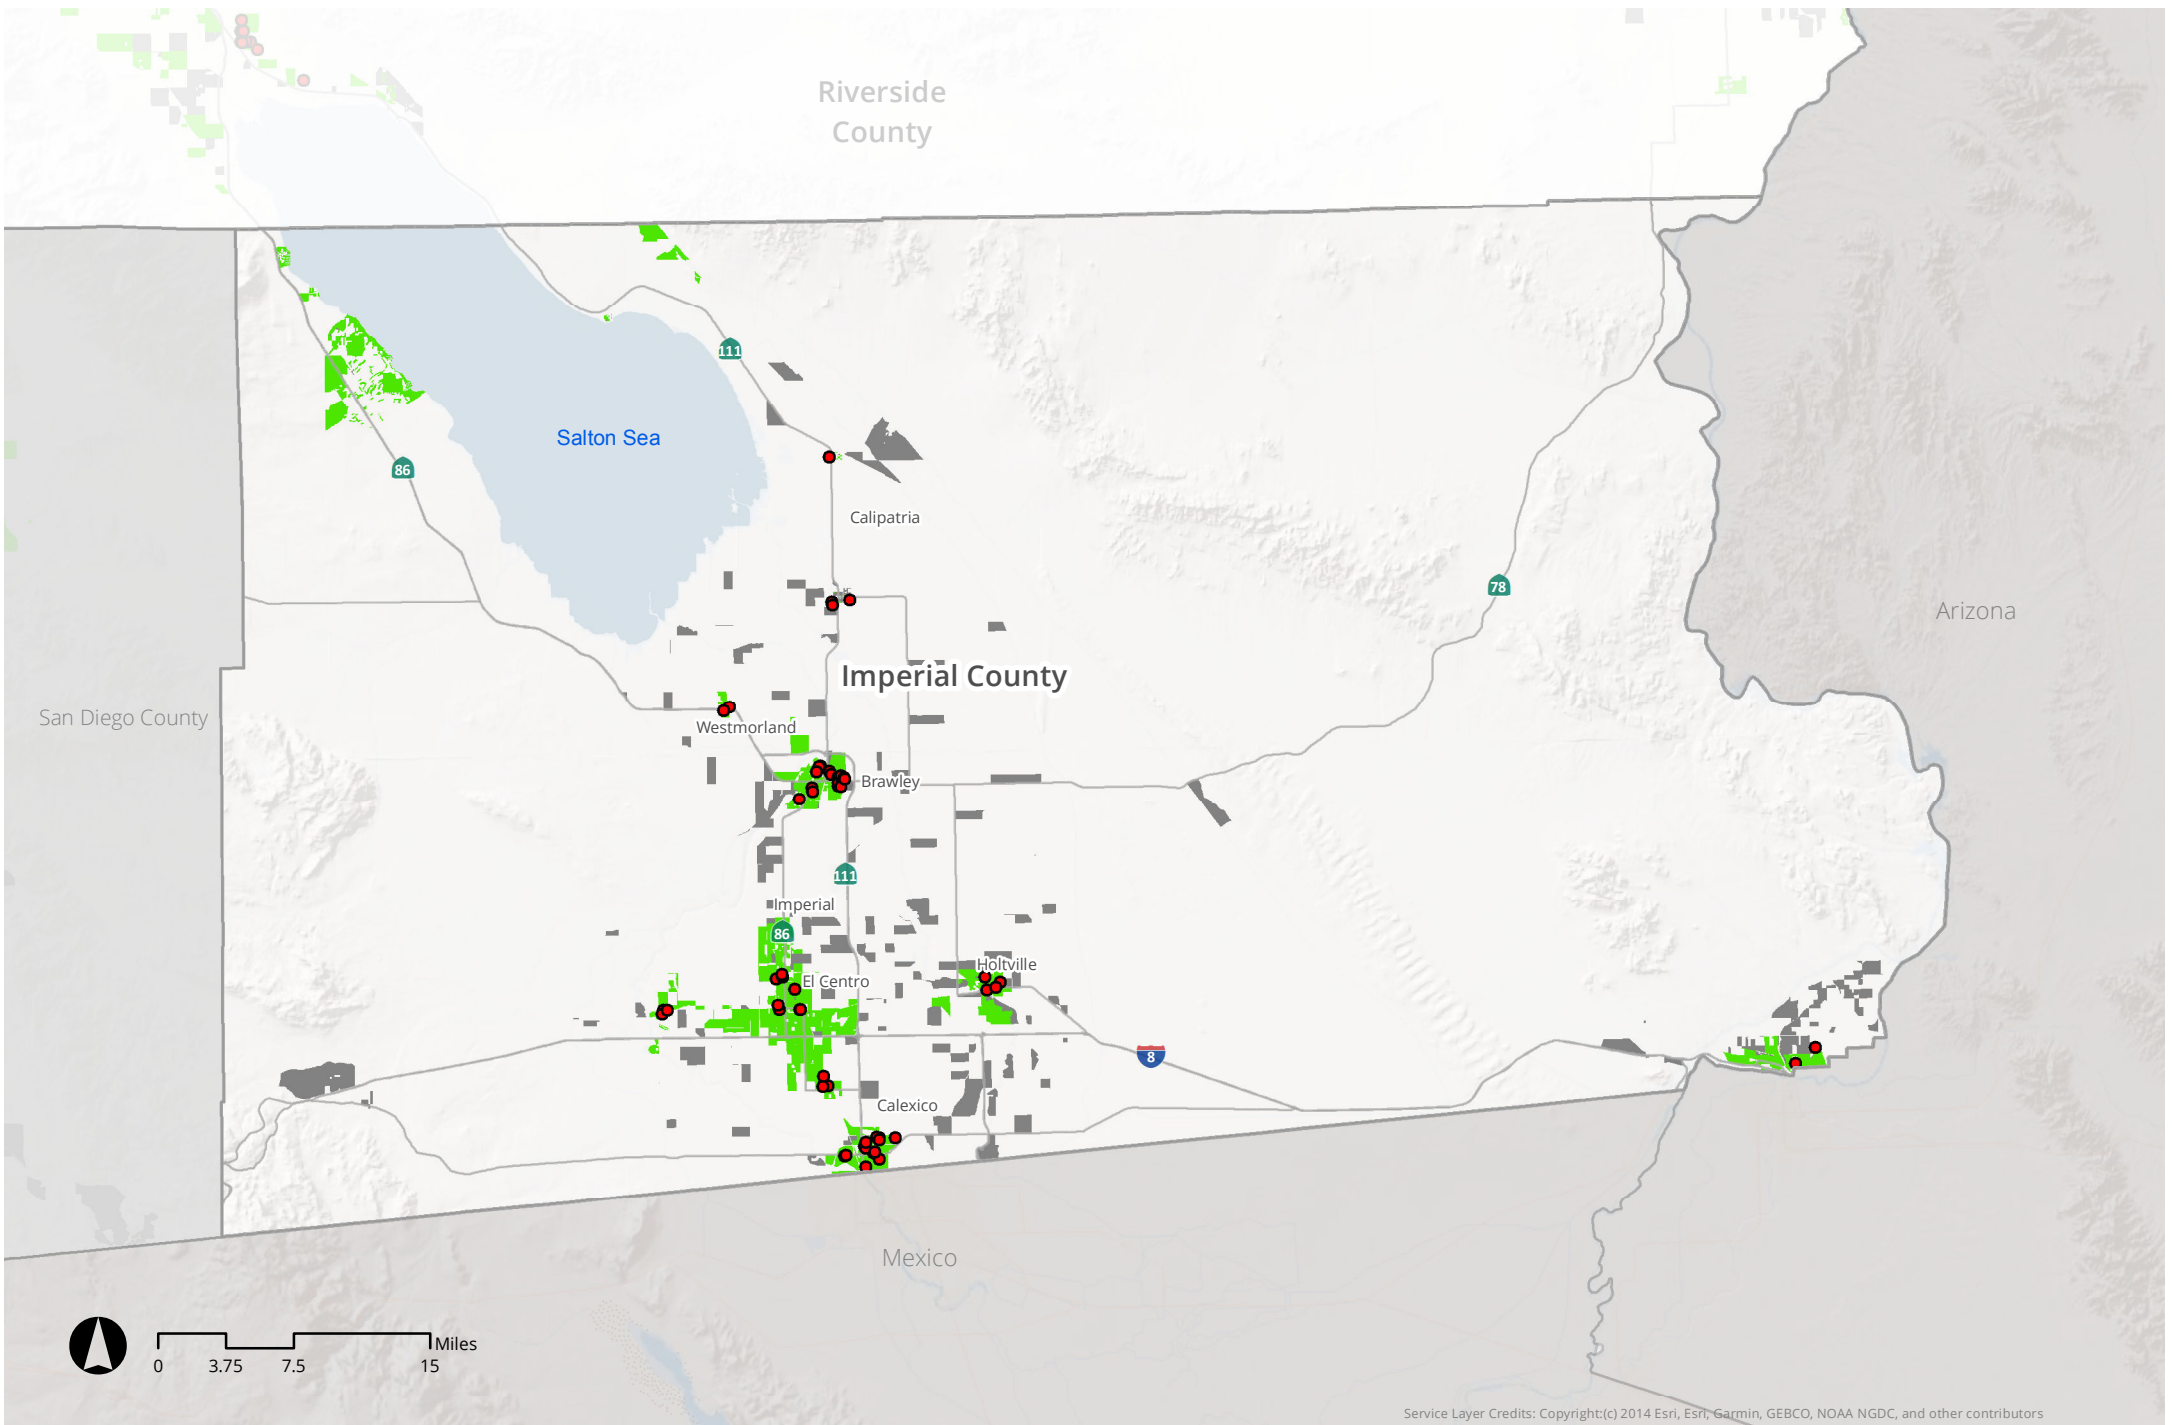 Riverside
County
111
Salton Sea
86
Calipatria
78
Arizona
Imperial County
San Diego County
Westmorland
Brawley
111
Imperial
86
Holtville
El Centro
8
Calexico
Mexico
Miles
0 3.75 7.5 15
Service Layer Credits: Copyright:(c) 2014 Esri, Esri, Garmin, GEBCO, NOAA NGDC, and other contributors